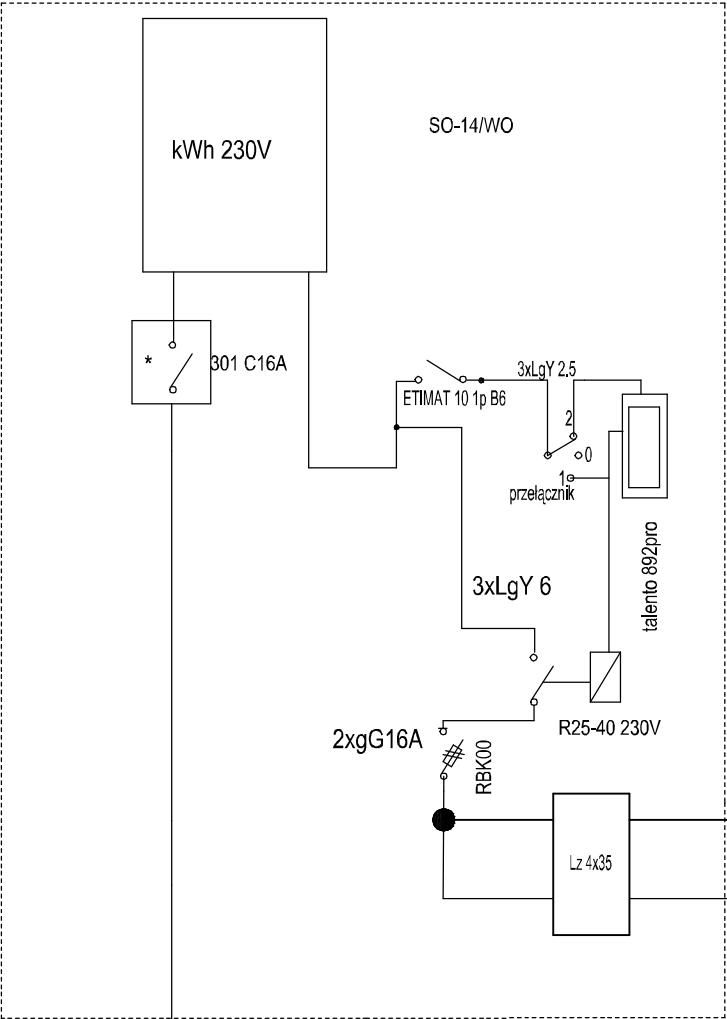 SO-14/WO
kWh 230V
* 301 C16A
3xLgY 2.5
ETIMAT 10 1p B6
2
0
1
przełącznik
talento 892pro
3xLgY 6
R25-40 230V
2xgG16A
RBK00
Lz 4x35